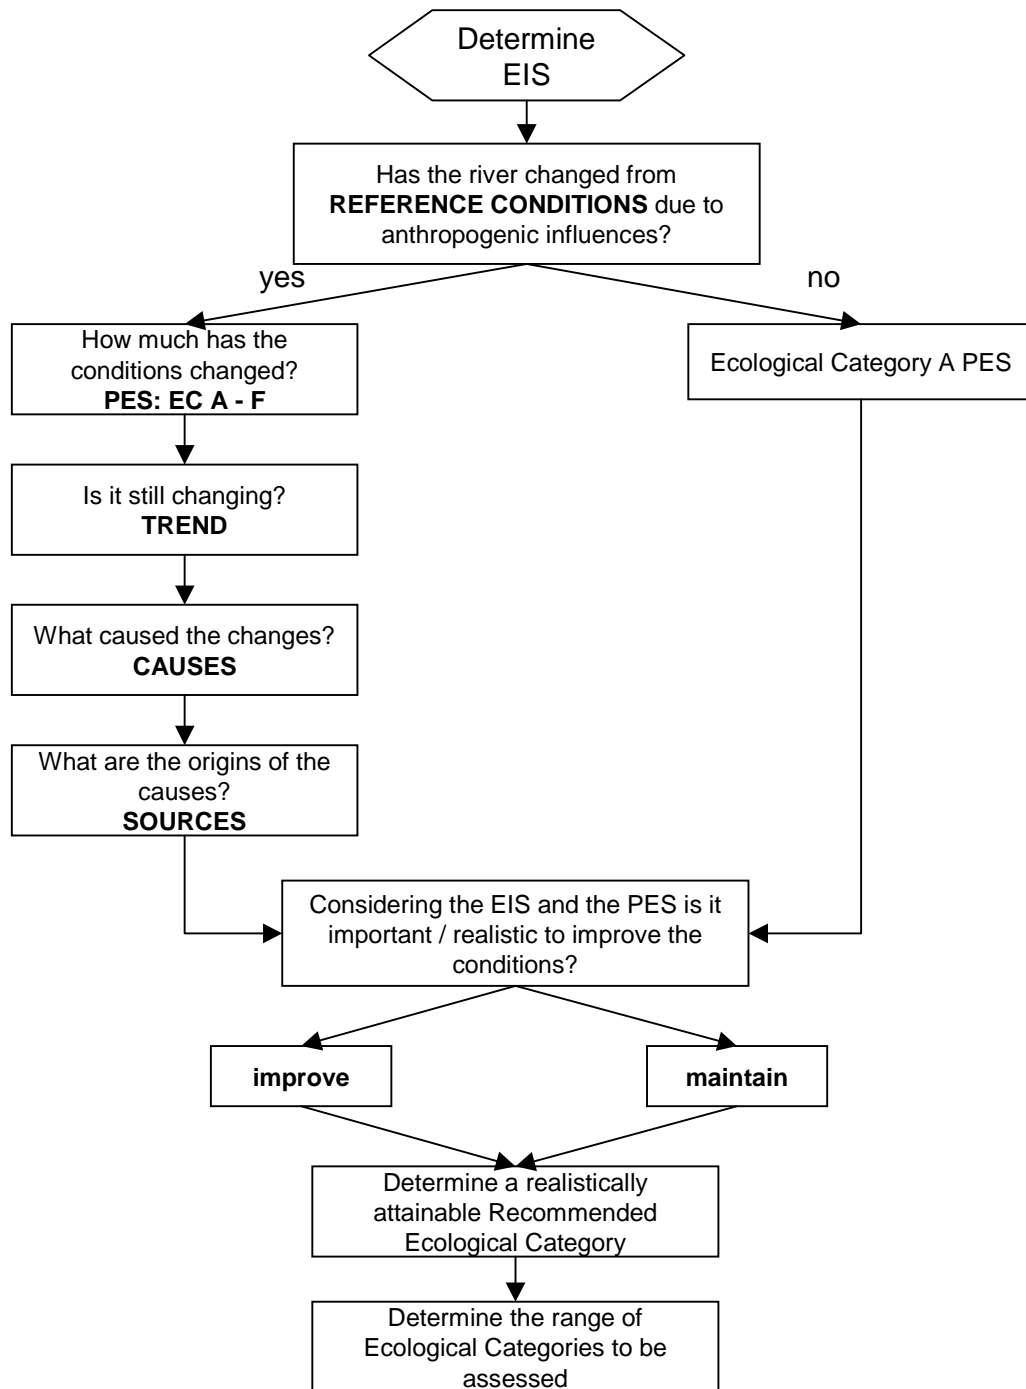 Determine
EIS
Has the river changed from
REFERENCE CONDITIONS due to
anthropogenic influences?
yes
no
How much has the
conditions changed?
PES: EC A - F
Ecological Category A PES
Is it still changing?
TREND
What caused the changes?
CAUSES
What are the origins of the
causes?
SOURCES
Considering the EIS and the PES is it
important / realistic to improve the
conditions?
improve
maintain
Determine a realistically
attainable Recommended
Ecological Category
Determine the range of
Ecological Categories to be
assessed